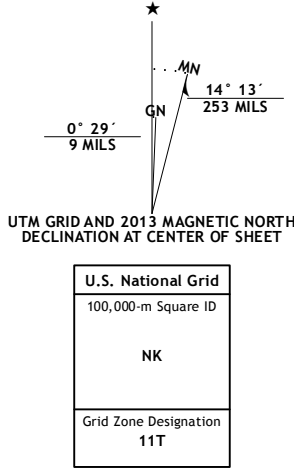 ★
MN
GN
14° 13´
253 MILS
0° 29´
9 MILS
UTM GRID AND 2013 MAGNETIC NORTH
DECLINATION AT CENTER OF SHEET
U.S. National Grid
100,000-m Square ID
NK
Grid Zone Designation
11T